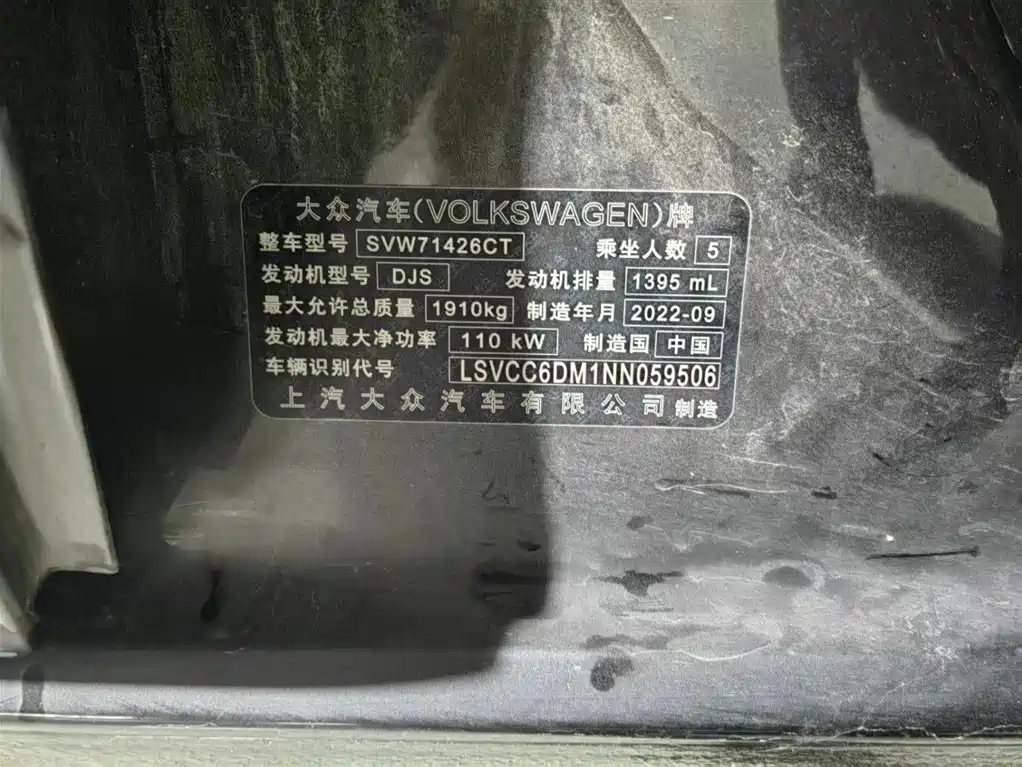 大众汽车(VOLKSWAGEN)牌
整车型号 SVW71426CT 乘坐人数 5
发动机型号 DJS 发动机排量 1395 mL
最大允许总质量 1910kg 制造年月 2022-09
发动机最大净功率 110 kW 制造国 中国
车辆识别代号 LSVCC6DM1NN059506
上汽大众汽车有限公司制造